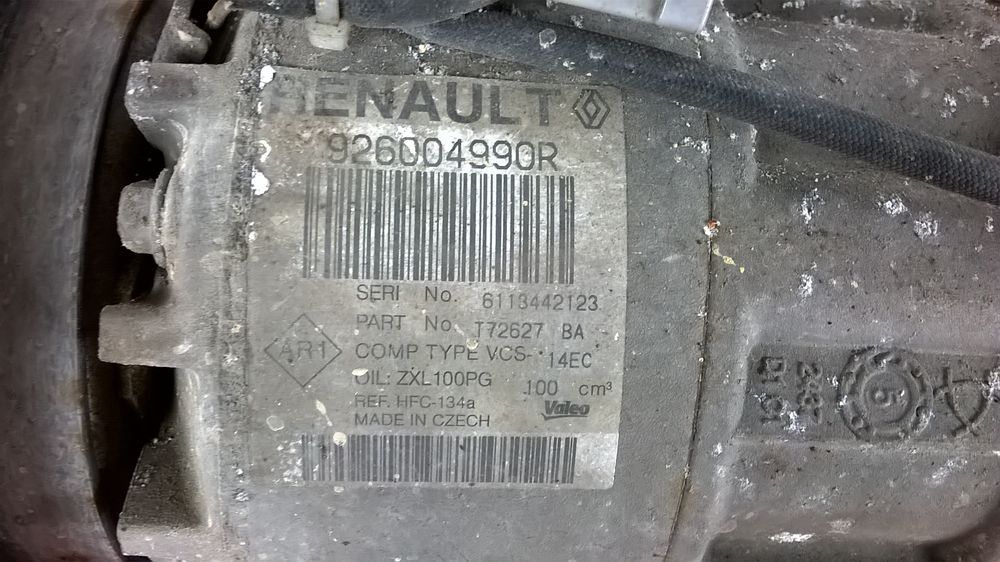 RENAULT
926004990R
SERI No. 6113442123
PART No. T72627 BA
AR1
COMP TYPE VCS- 14EC
OIL: ZXL100PG 100 cm³
REF. HFC-134a
Valeo
MADE IN CZECH